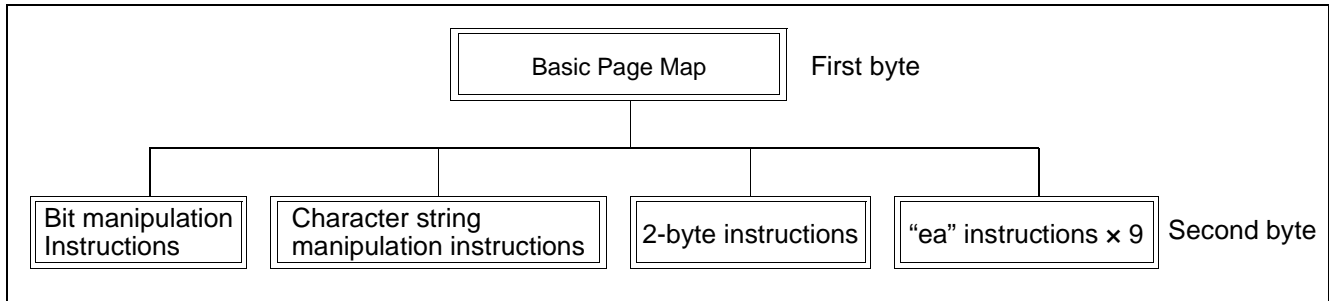 Basic Page Map
First byte
Bit manipulation
Instructions
Character string
manipulation instructions
2-byte instructions
“ea” instructions × 9
Second byte